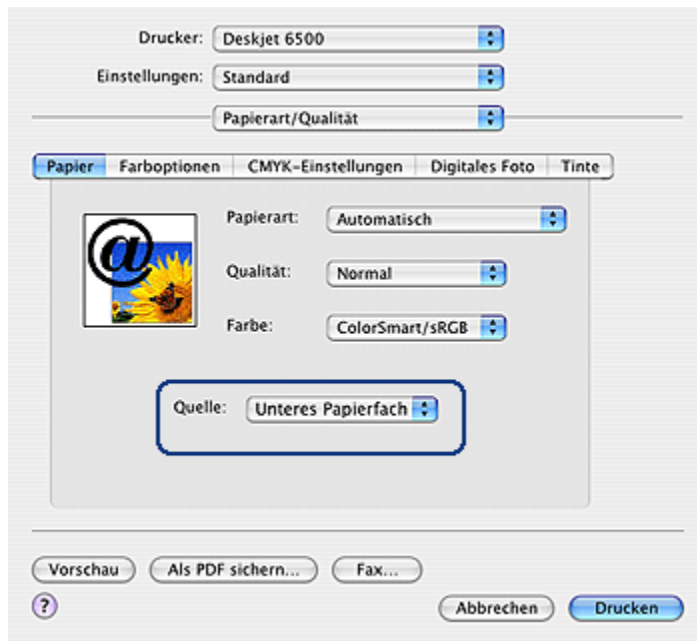 Drucker: Deskjet 6500
Einstellungen: Standard
Papierart/Qualität
Papier Farboptionen CMYK-Einstellungen Digitales Foto Tinte
@ Papierart: Automatisch
Qualität: Normal
Farbe: ColorSmart/sRGB
Quelle: Unteres Papierfach
Vorschau Als PDF sichern... Fax...
? Abbrechen Drucken